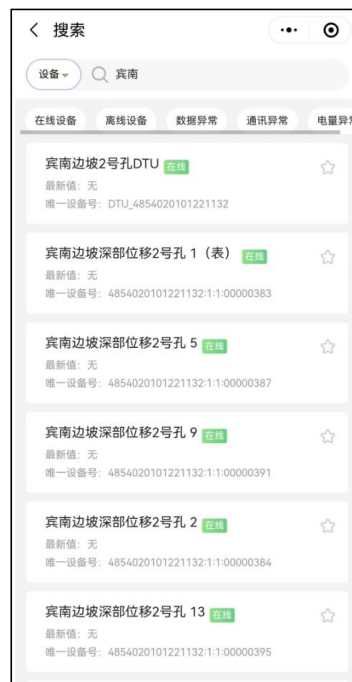 搜索
设备
宾南
在线设备 离线设备 数据异常 通讯异常 电量异常
宾南边坡2号孔DTU 在线
最新值：无
唯一设备号：DTU_4854020101221132
宾南边坡深部位移2号孔 1（表） 在线
最新值：无
唯一设备号：4854020101221132:1:1:00000383
宾南边坡深部位移2号孔 5 在线
最新值：无
唯一设备号：4854020101221132:1:1:00000387
宾南边坡深部位移2号孔 9 在线
最新值：无
唯一设备号：4854020101221132:1:1:00000391
宾南边坡深部位移2号孔 2 在线
最新值：无
唯一设备号：4854020101221132:1:1:00000384
宾南边坡深部位移2号孔 13 在线
最新值：无
唯一设备号：4854020101221132:1:1:00000395